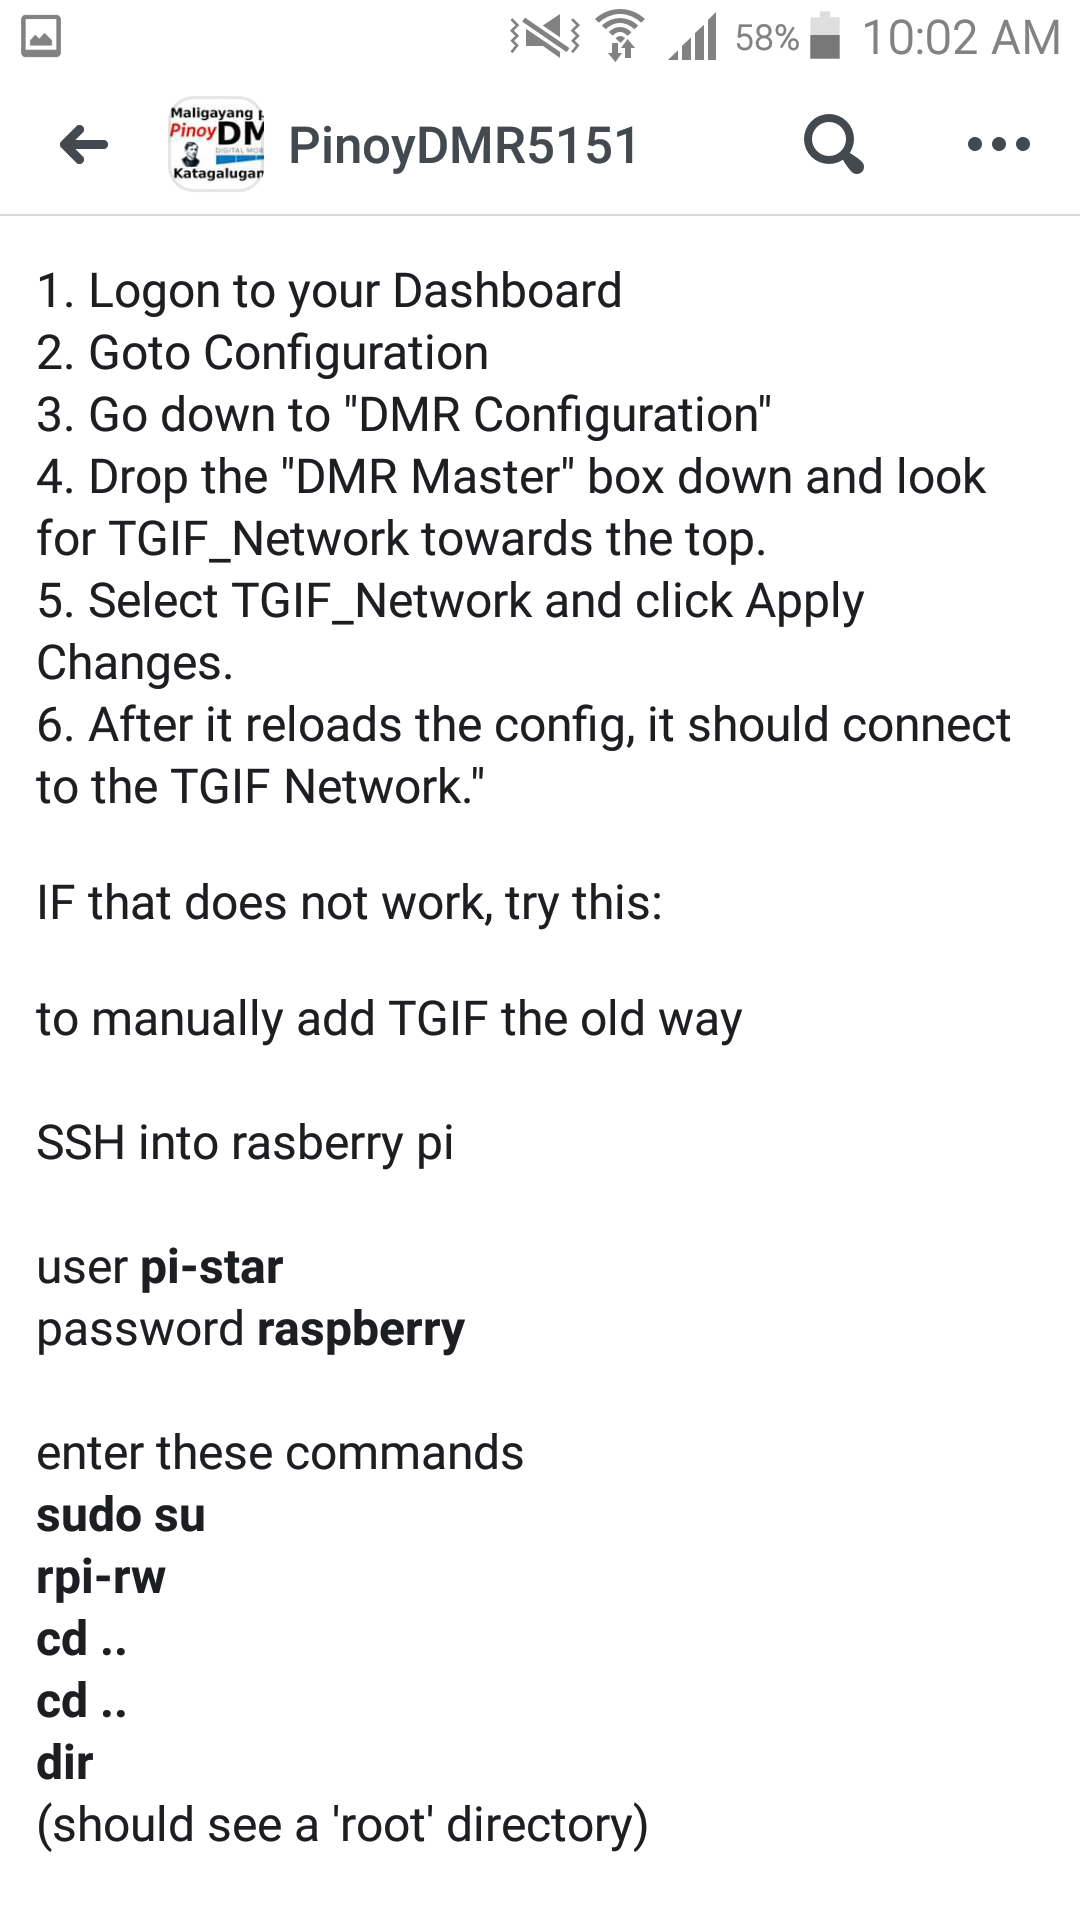 58% 10:02 AM
Maligayang
PinoyDM
DIGITAL MOB
Katagalugan
PinoyDMR5151
1. Logon to your Dashboard
2. Goto Configuration
3. Go down to "DMR Configuration"
4. Drop the "DMR Master" box down and look
for TGIF_Network towards the top.
5. Select TGIF_Network and click Apply
Changes.
6. After it reloads the config, it should connect
to the TGIF Network."
IF that does not work, try this:
to manually add TGIF the old way
SSH into rasberry pi
user pi-star
password raspberry
enter these commands
sudo su
rpi-rw
cd ..
cd ..
dir
(should see a 'root' directory)